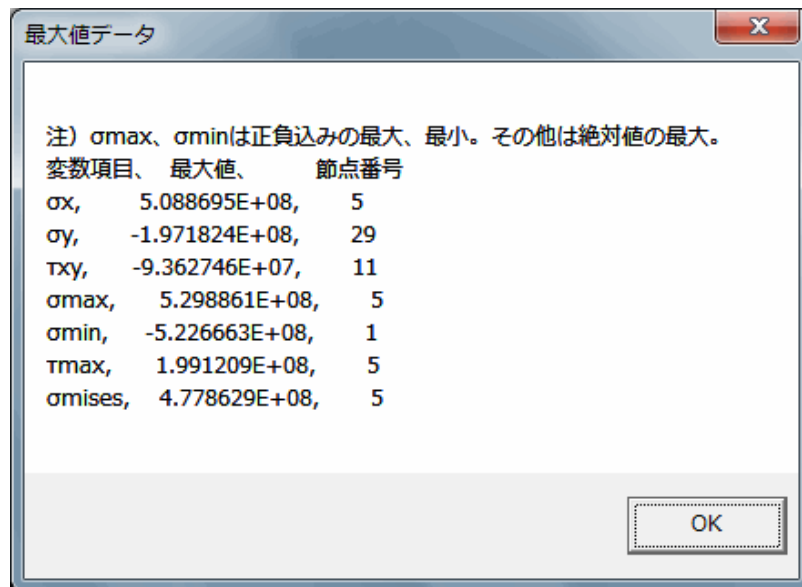 最大値データ
注）σmax、σminは正負込みの最大、最小。その他は絶対値の最大。
変数項目、 最大値、 節点番号
σx, 5.088695E+08, 5
σy, -1.971824E+08, 29
τxy, -9.362746E+07, 11
σmax, 5.298861E+08, 5
σmin, -5.226663E+08, 1
τmax, 1.991209E+08, 5
σmises, 4.778629E+08, 5
OK